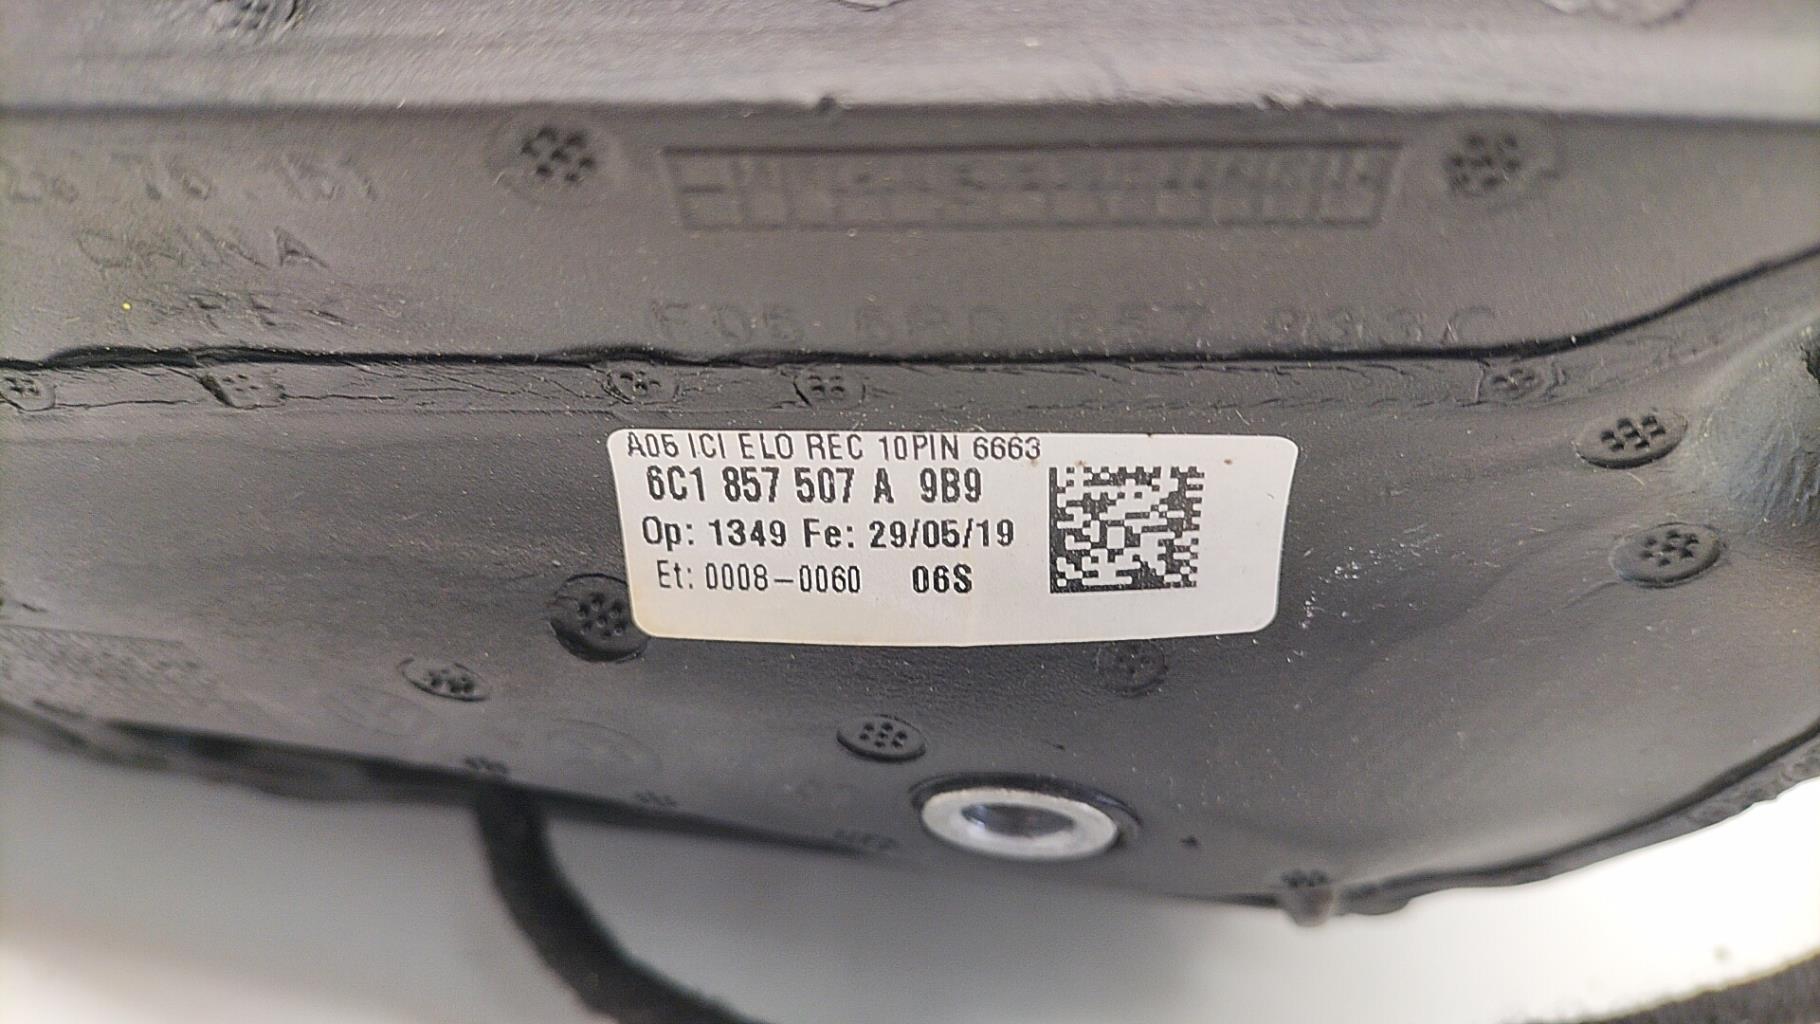 CHINA
A05 ICI ELO REC 10PIN 6663
6C1 857 507 A 9B9
Op: 1349 Fe: 29/05/19
Et: 0008-0060 06S